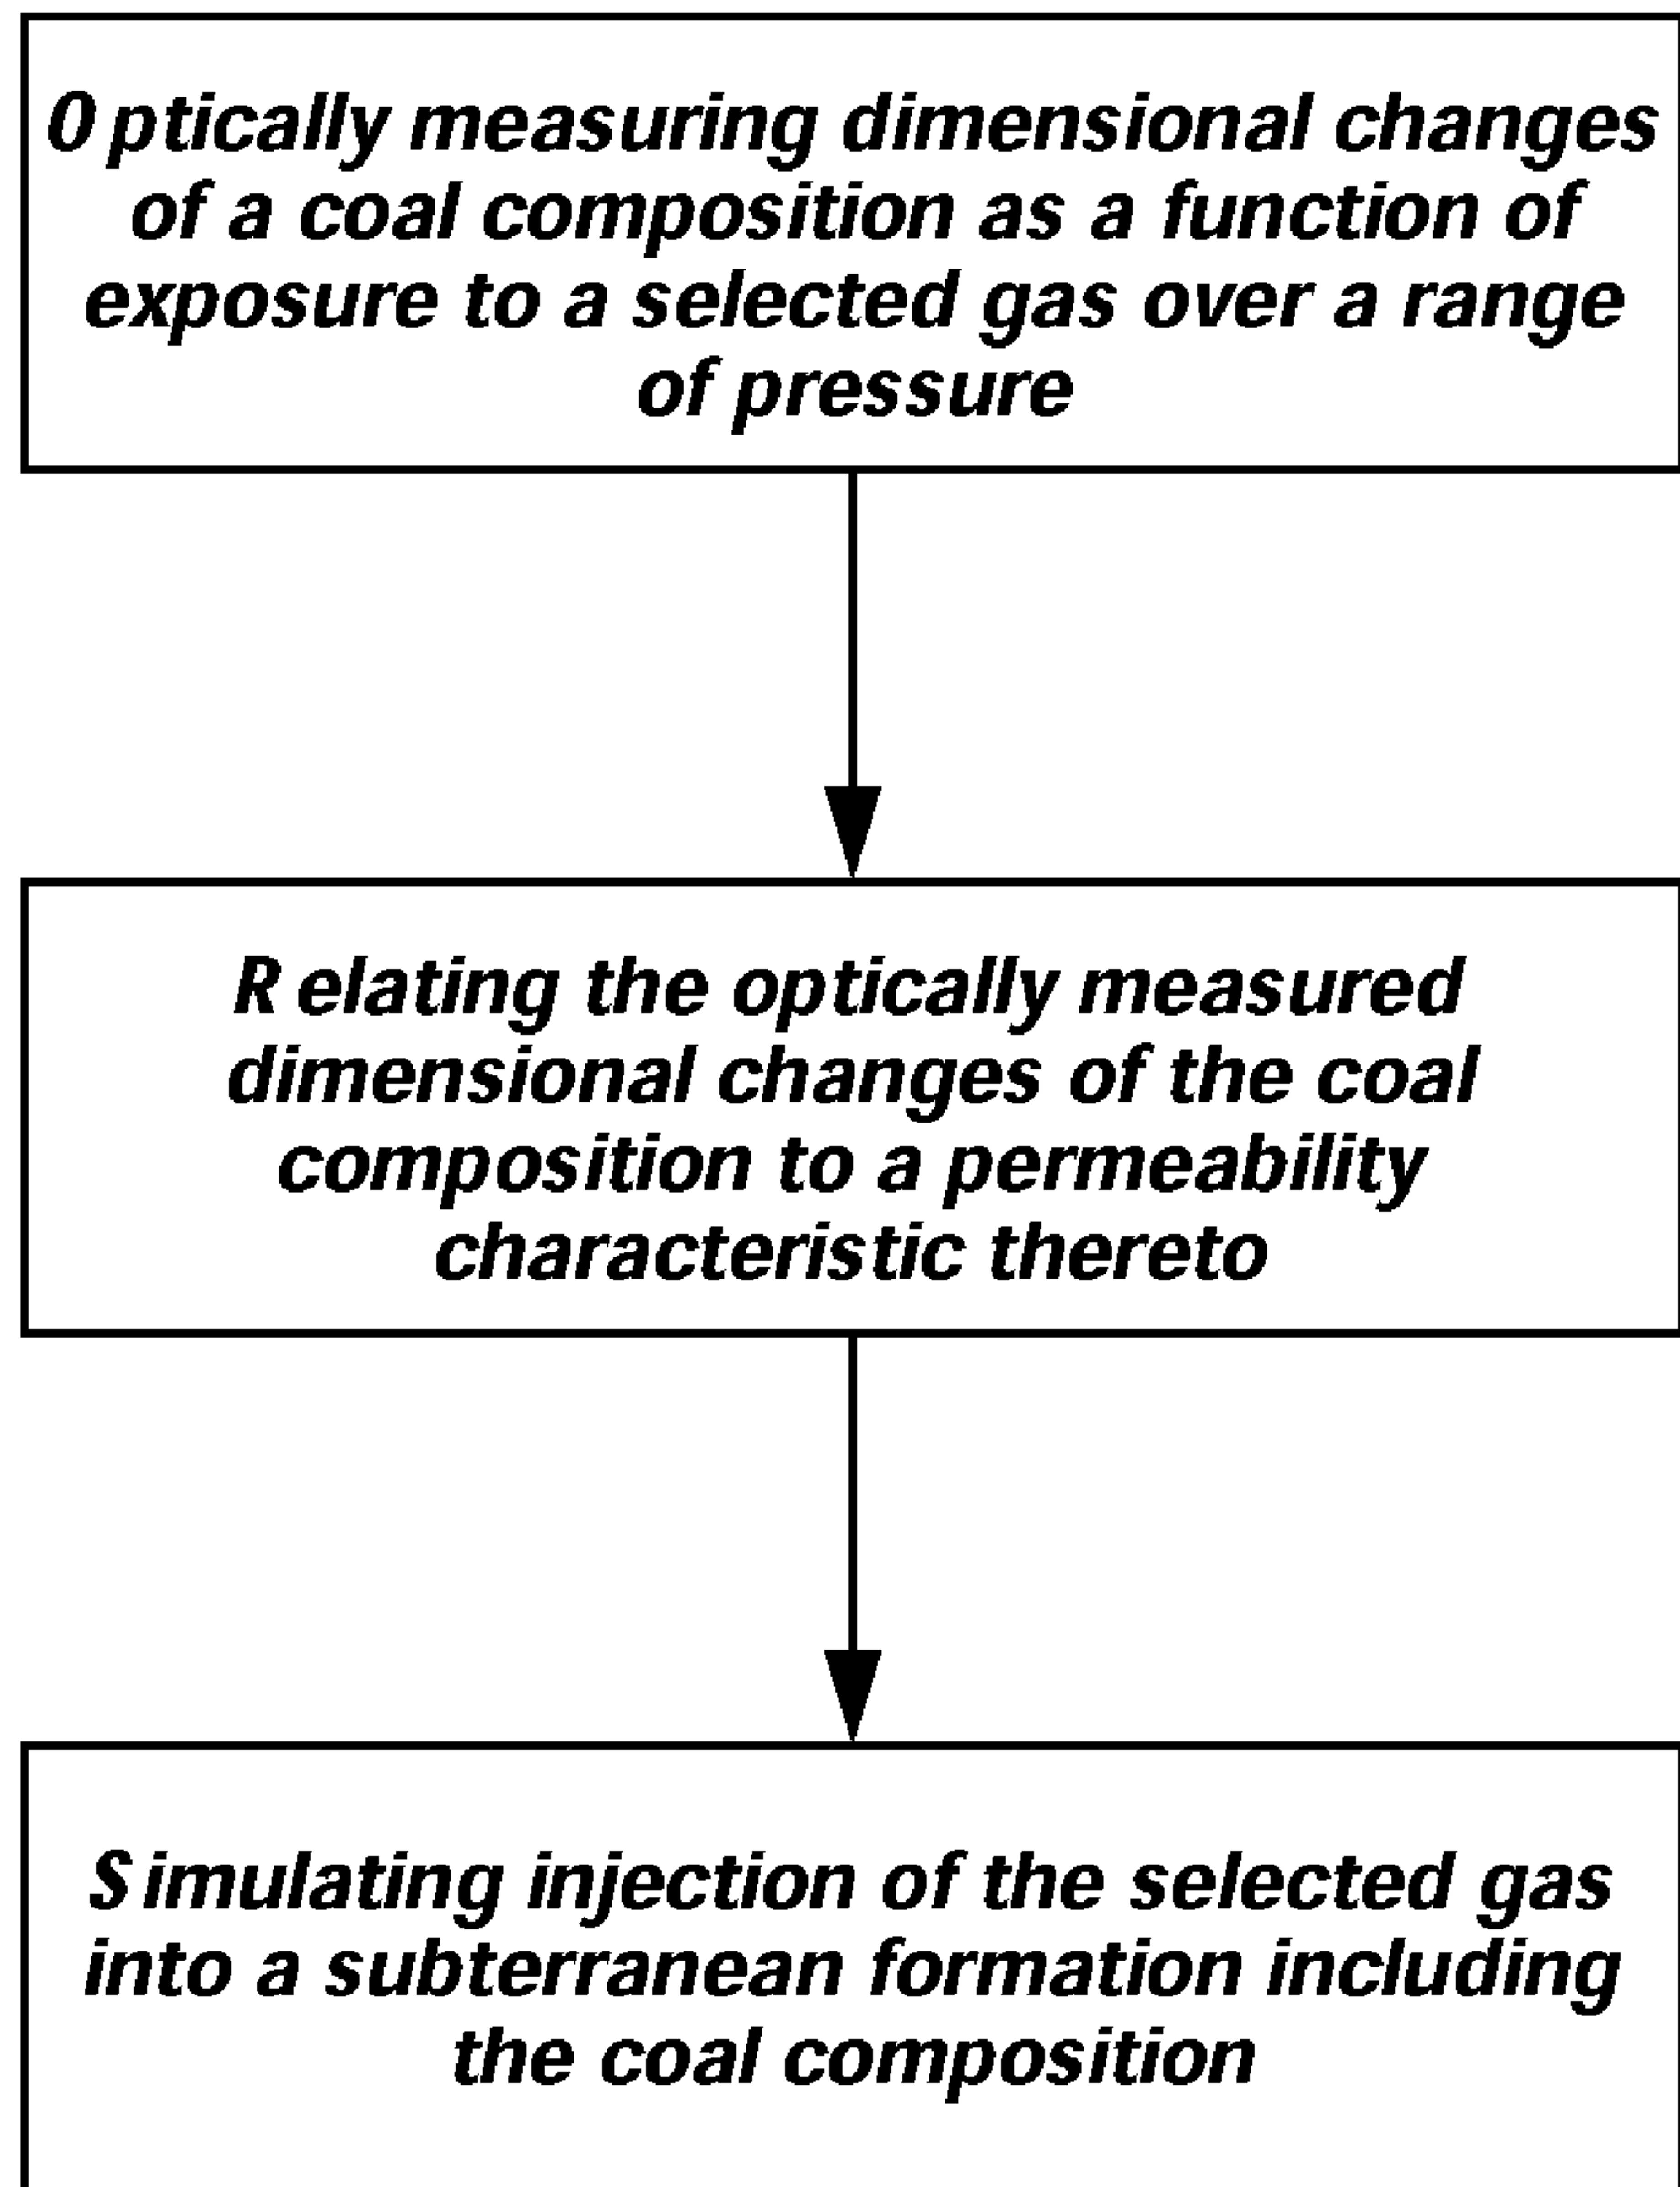 Optically measuring dimensional changes
of a coal composition as a function of
exposure to a selected gas over a range
of pressure
Relating the optically measured
dimensional changes of the coal
composition to a permeability
characteristic thereto
Simulating injection of the selected gas
into a subterranean formation including
the coal composition